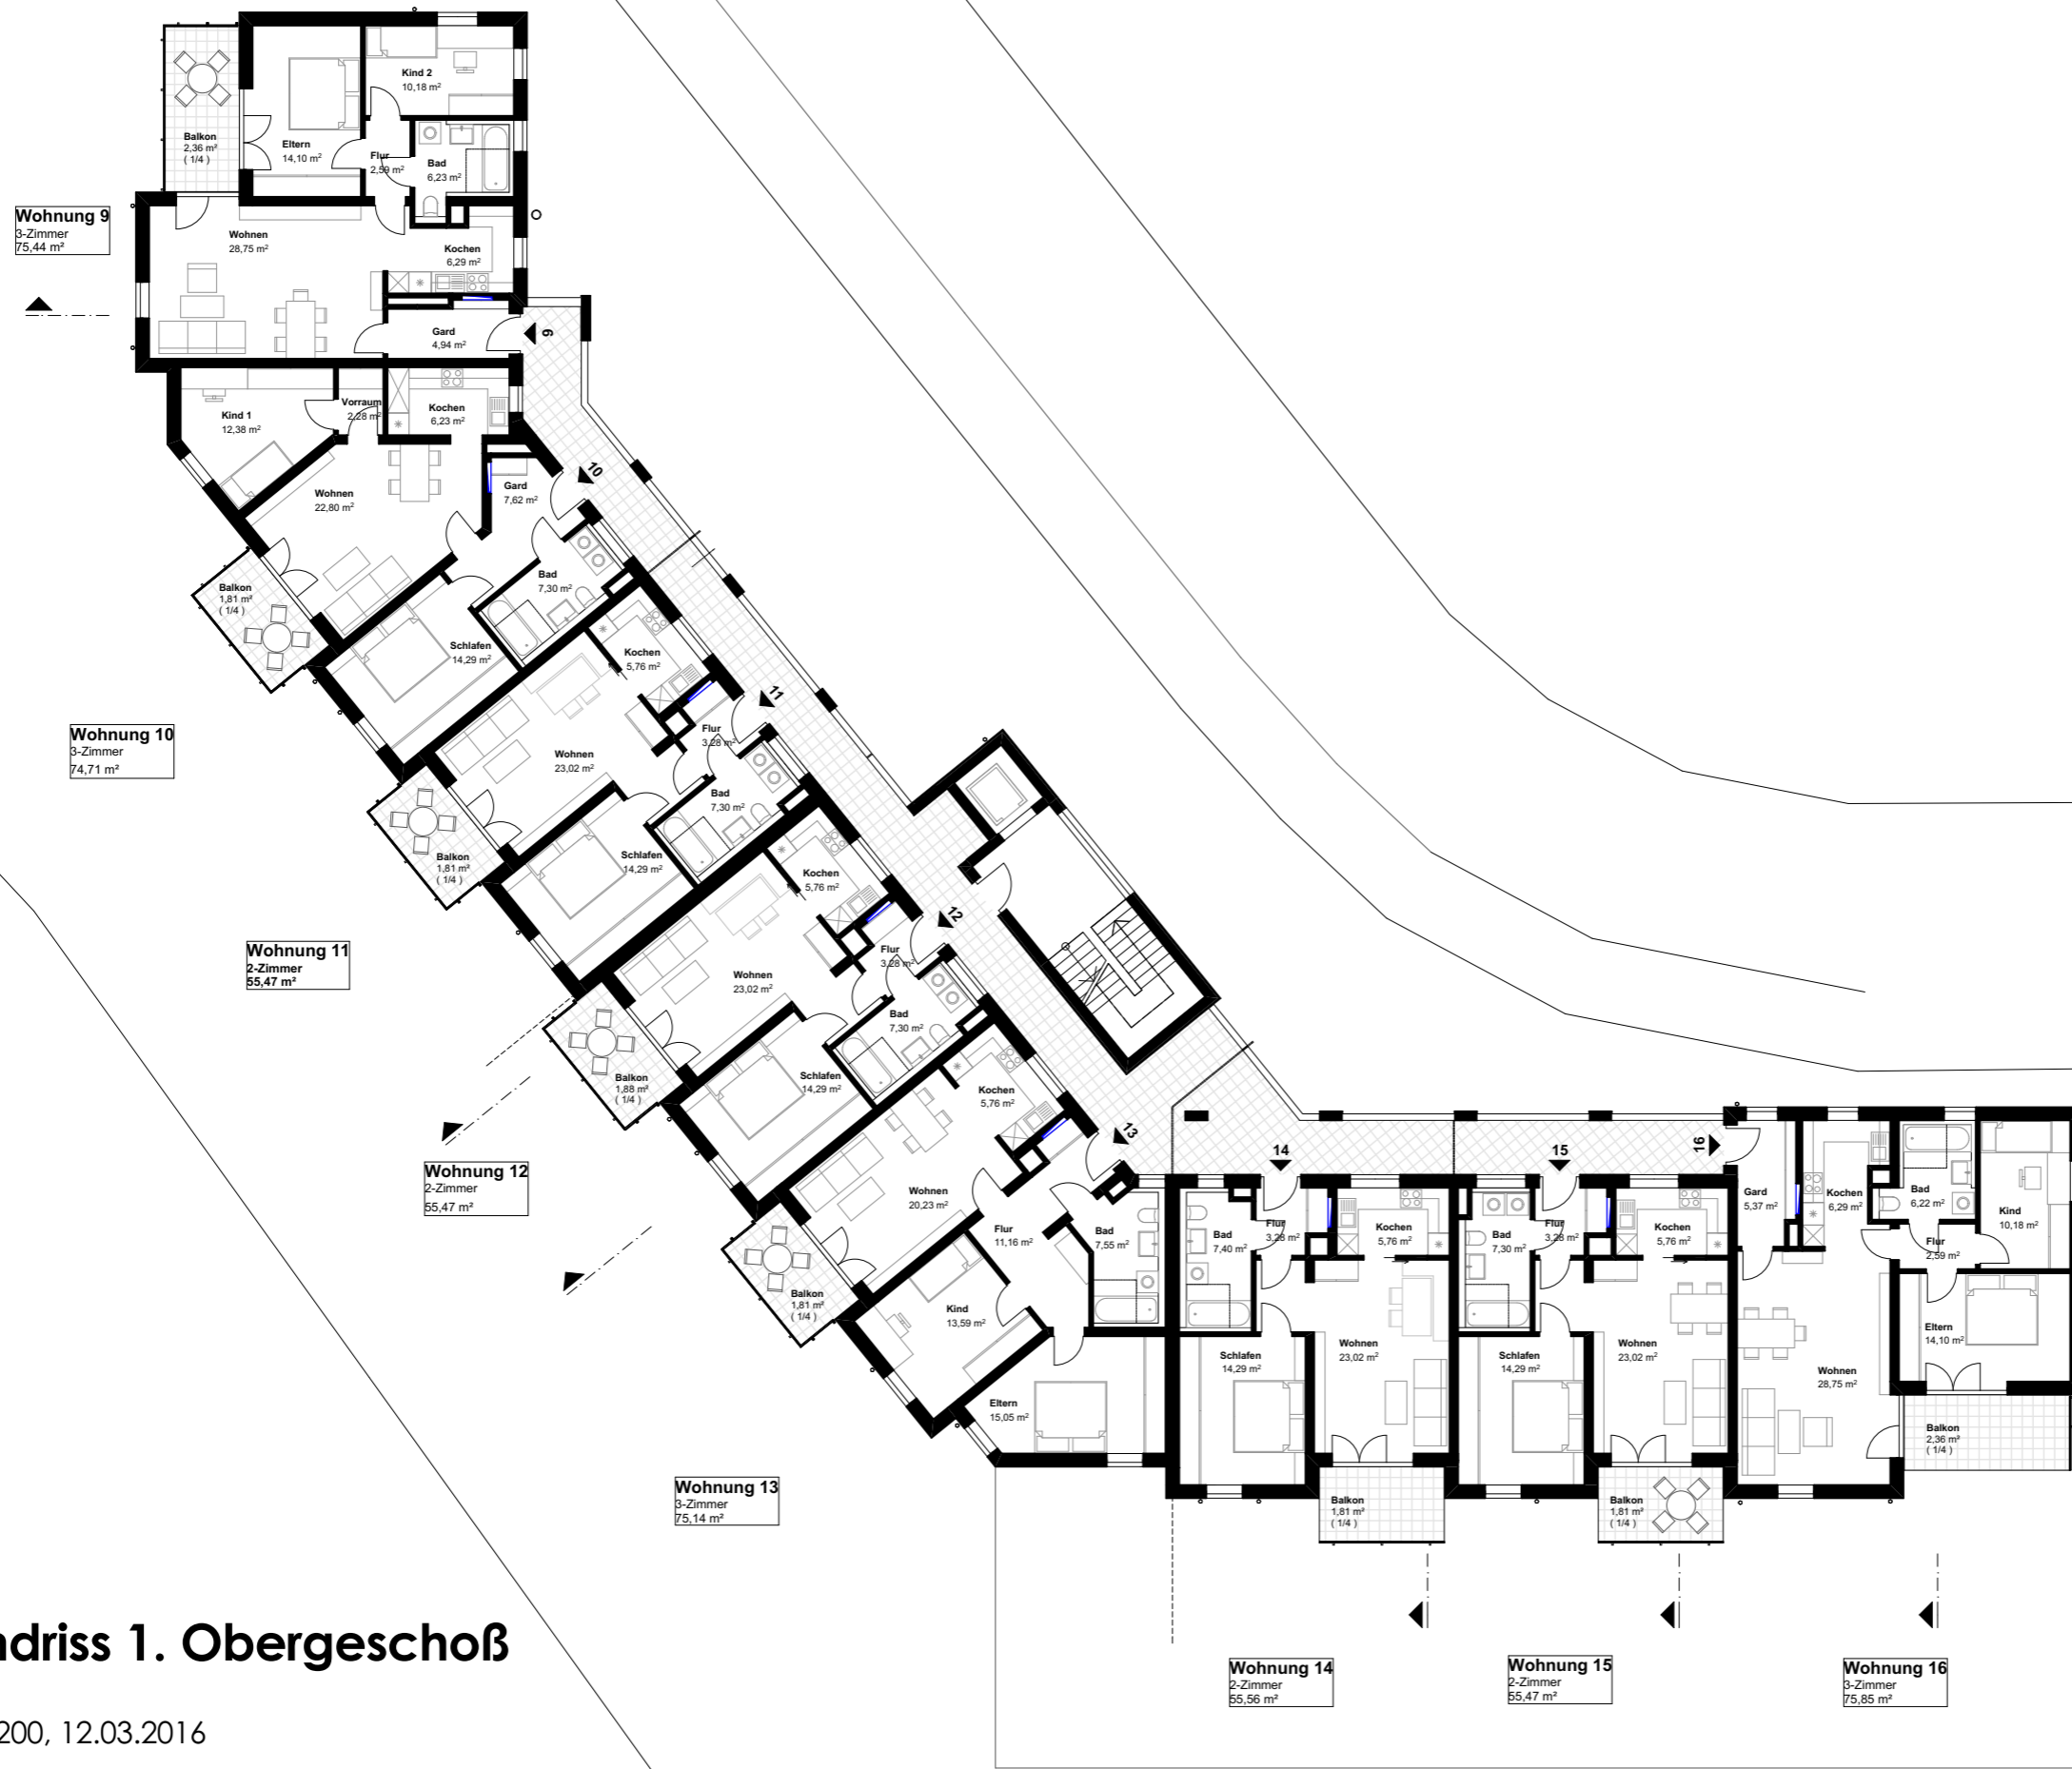 Kind 2
10,18 m²
Balkon
2,36 m²
( 1/4 )
Eltern
14,10 m²
Flur
2,59 m²
Bad
6,23 m²
Wohnung 9
3-Zimmer
75,44 m²
Wohnen
28,75 m²
Kochen
6,29 m²
Gard
4,94 m²
9
Kind 1
12,38 m²
Vorraum
2,28 m²
Kochen
6,23 m²
Wohnen
22,80 m²
Gard
7,62 m²
10
Balkon
1,81 m²
( 1/4 )
Bad
7,30 m²
Schlafen
14,29 m²
Wohnung 10
3-Zimmer
74,71 m²
Kochen
5,76 m²
11
Flur
3,28 m²
Wohnen
23,02 m²
Bad
7,30 m²
Balkon
1,81 m²
( 1/4 )
Schlafen
14,29 m²
Wohnung 11
2-Zimmer
55,47 m²
Kochen
5,76 m²
12
Flur
3,28 m²
Wohnen
23,02 m²
Bad
7,30 m²
Balkon
1,88 m²
( 1/4 )
Schlafen
14,29 m²
Wohnung 12
2-Zimmer
55,47 m²
Kochen
5,76 m²
13
Wohnen
20,23 m²
Flur
11,16 m²
Bad
7,55 m²
Balkon
1,81 m²
( 1/4 )
Kind
13,59 m²
Eltern
15,05 m²
Wohnung 13
3-Zimmer
75,14 m²
14
Bad
7,40 m²
Flur
3,28 m²
Kochen
5,76 m²
Schlafen
14,29 m²
Wohnen
23,02 m²
Balkon
1,81 m²
( 1/4 )
Wohnung 14
2-Zimmer
55,56 m²
15
Bad
7,30 m²
Flur
3,28 m²
Kochen
5,76 m²
Schlafen
14,29 m²
Wohnen
23,02 m²
Balkon
1,81 m²
( 1/4 )
Wohnung 15
2-Zimmer
55,47 m²
16
Gard
5,37 m²
Kochen
6,29 m²
Bad
6,22 m²
Kind
10,18 m²
Flur
2,59 m²
Eltern
14,10 m²
Wohnen
28,75 m²
Balkon
2,36 m²
( 1/4 )
Wohnung 16
3-Zimmer
75,85 m²
ndriss 1. Obergeschoß
200, 12.03.2016